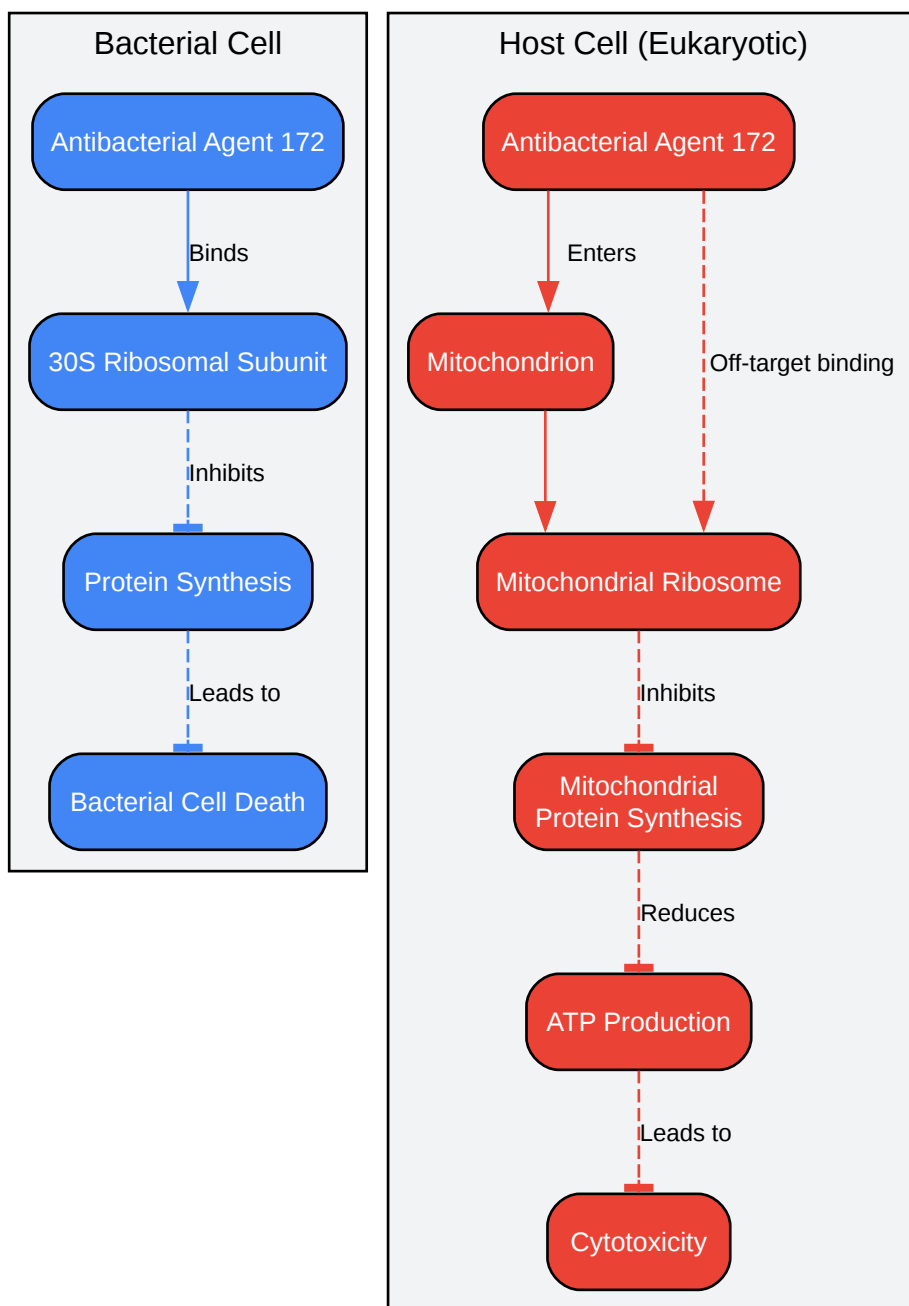 Bacterial Cell
Antibacterial Agent 172
Binds
30S Ribosomal Subunit
Inhibits
Protein Synthesis
Leads to
Bacterial Cell Death
Host Cell (Eukaryotic)
Antibacterial Agent 172
Enters
Mitochondrion
Off-target binding
Mitochondrial Ribosome
Inhibits
Mitochondrial
Protein Synthesis
Reduces
ATP Production
Leads to
Cytotoxicity